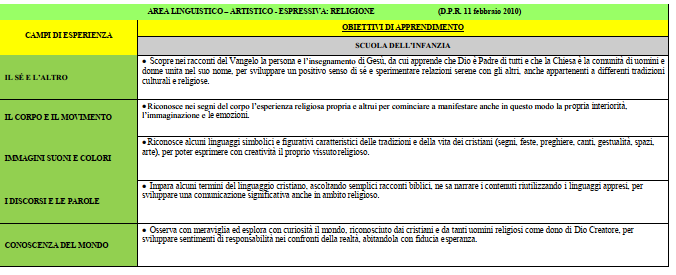 AREA LINGUISTICO – ARTISTICO - ESPRESSIVA: RELIGIONE (D.P.R. 11 febbraio 2010)
CAMPI DI ESPERIENZA
OBIETTIVI DI APPRENDIMENTO
SCUOLA DELL'INFANZIA
IL SÉ E L'ALTRO
• Scopre nei racconti del Vangelo la persona e l'insegnamento di Gesù, da cui apprende che Dio è Padre di tutti e che la Chiesa è la comunità di uomini e
donne unita nel suo nome, per sviluppare un positivo senso di sé e sperimentare relazioni serene con gli altri, anche appartenenti a differenti tradizioni
culturali e religiose.
IL CORPO E IL MOVIMENTO
•Riconosce nei segni del corpo l'esperienza religiosa propria e altrui per cominciare a manifestare anche in questo modo la propria interiorità,
l'immaginazione e le emozioni.
IMMAGINI SUONI E COLORI
•Riconosce alcuni linguaggi simbolici e figurativi caratteristici delle tradizioni e della vita dei cristiani (segni, feste, preghiere, canti, gestualità, spazi,
arte), per poter esprimere con creatività il proprio vissuto religioso.
I DISCORSI E LE PAROLE
• Impara alcuni termini del linguaggio cristiano, ascoltando semplici racconti biblici, ne sa narrare i contenuti riutilizzando i linguaggi appresi, per
sviluppare una comunicazione significativa anche in ambito religioso.
CONOSCENZA DEL MONDO
• Osserva con meraviglia ed esplora con curiosità il mondo, riconosciuto dai cristiani e da tanti uomini religiosi come dono di Dio Creatore, per
sviluppare sentimenti di responsabilità nei confronti della realtà, abitandola con fiducia e speranza.